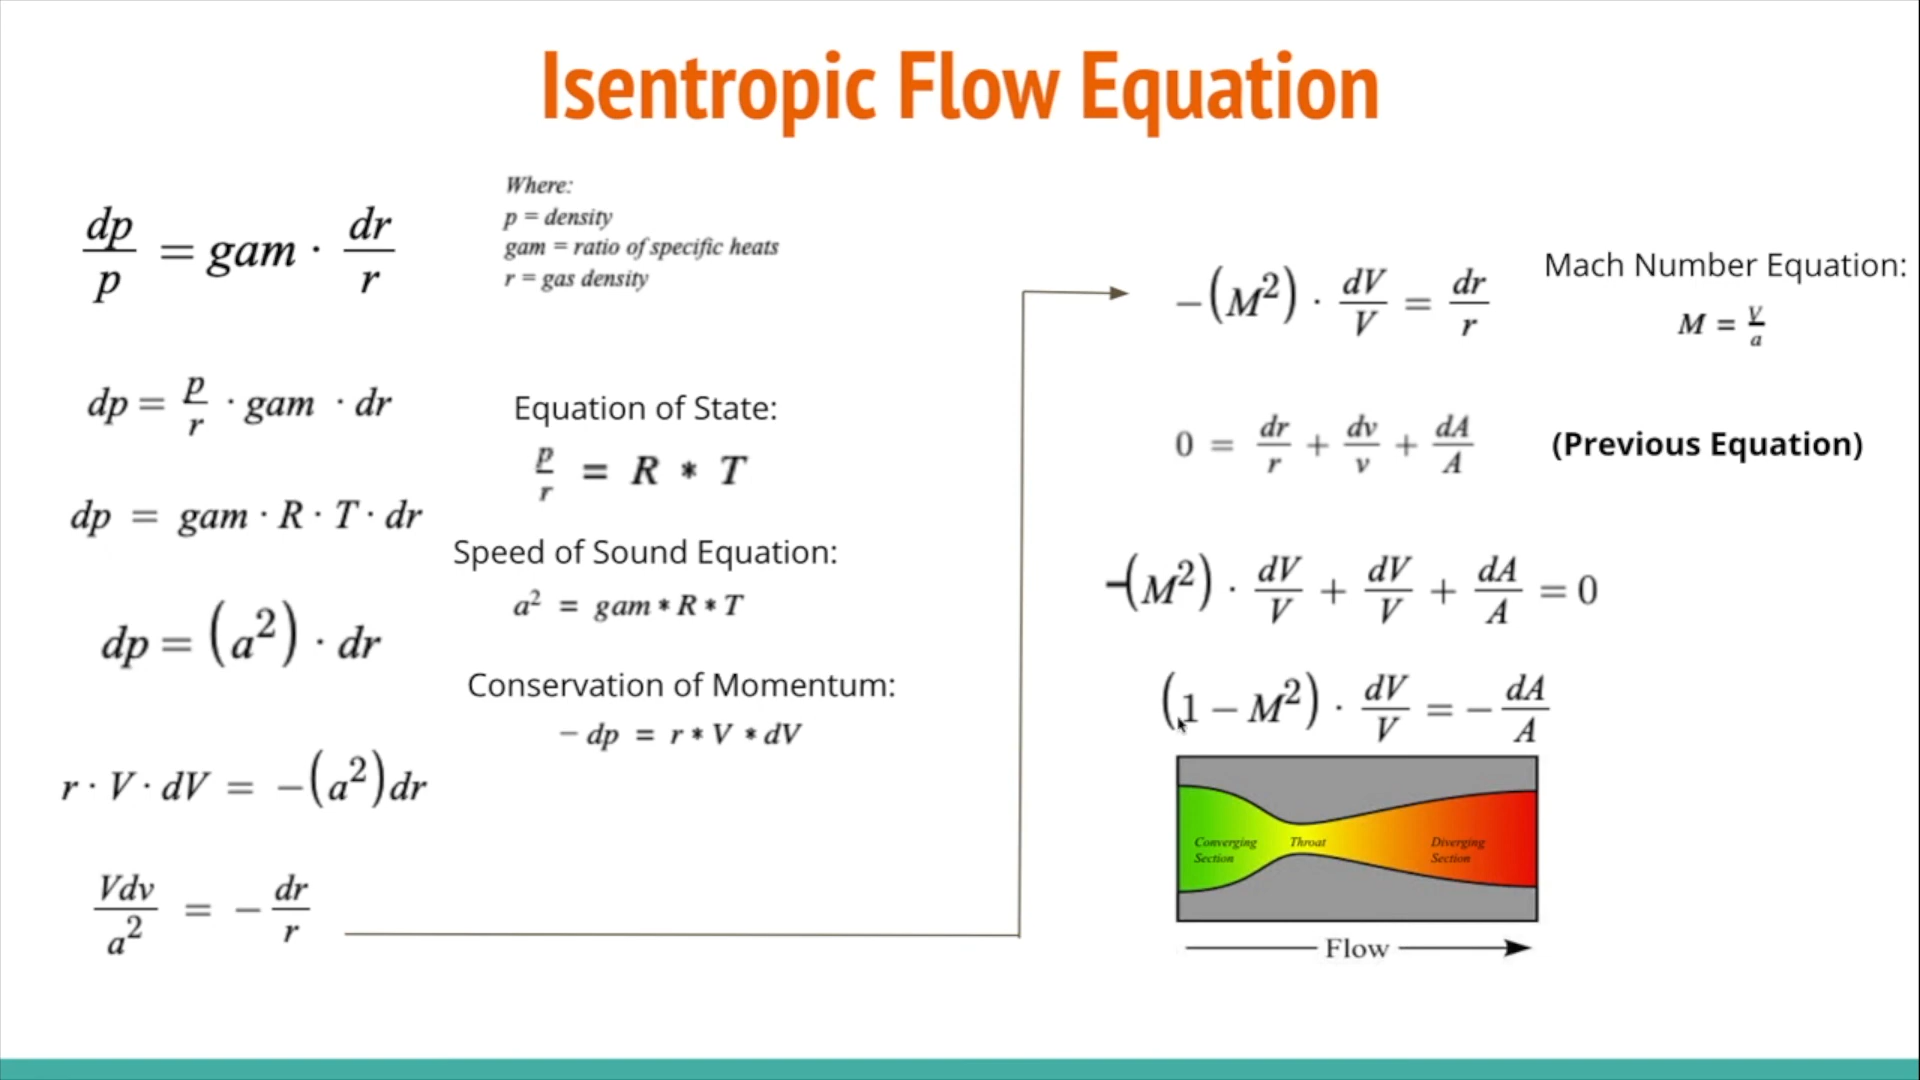 Isentropic Flow Equation
dp/p = gam · dr/r
Where:
p = density
gam = ratio of specific heats
r = gas density
dp = p/r · gam · dr
Equation of State:
p/r = R * T
dp = gam · R · T · dr
Speed of Sound Equation:
a² = gam * R * T
dp = (a²) · dr
Conservation of Momentum:
− dp = r * V * dV
r · V · dV = −(a²)dr
Vdv/a² = − dr/r
−(M²) · dV/V = dr/r
Mach Number Equation:
M = V/a
0 = dr/r + dv/v + dA/A
(Previous Equation)
−(M²) · dV/V + dV/V + dA/A = 0
(1 − M²) · dV/V = − dA/A
Converging
Section
Throat
Diverging
Section
Flow